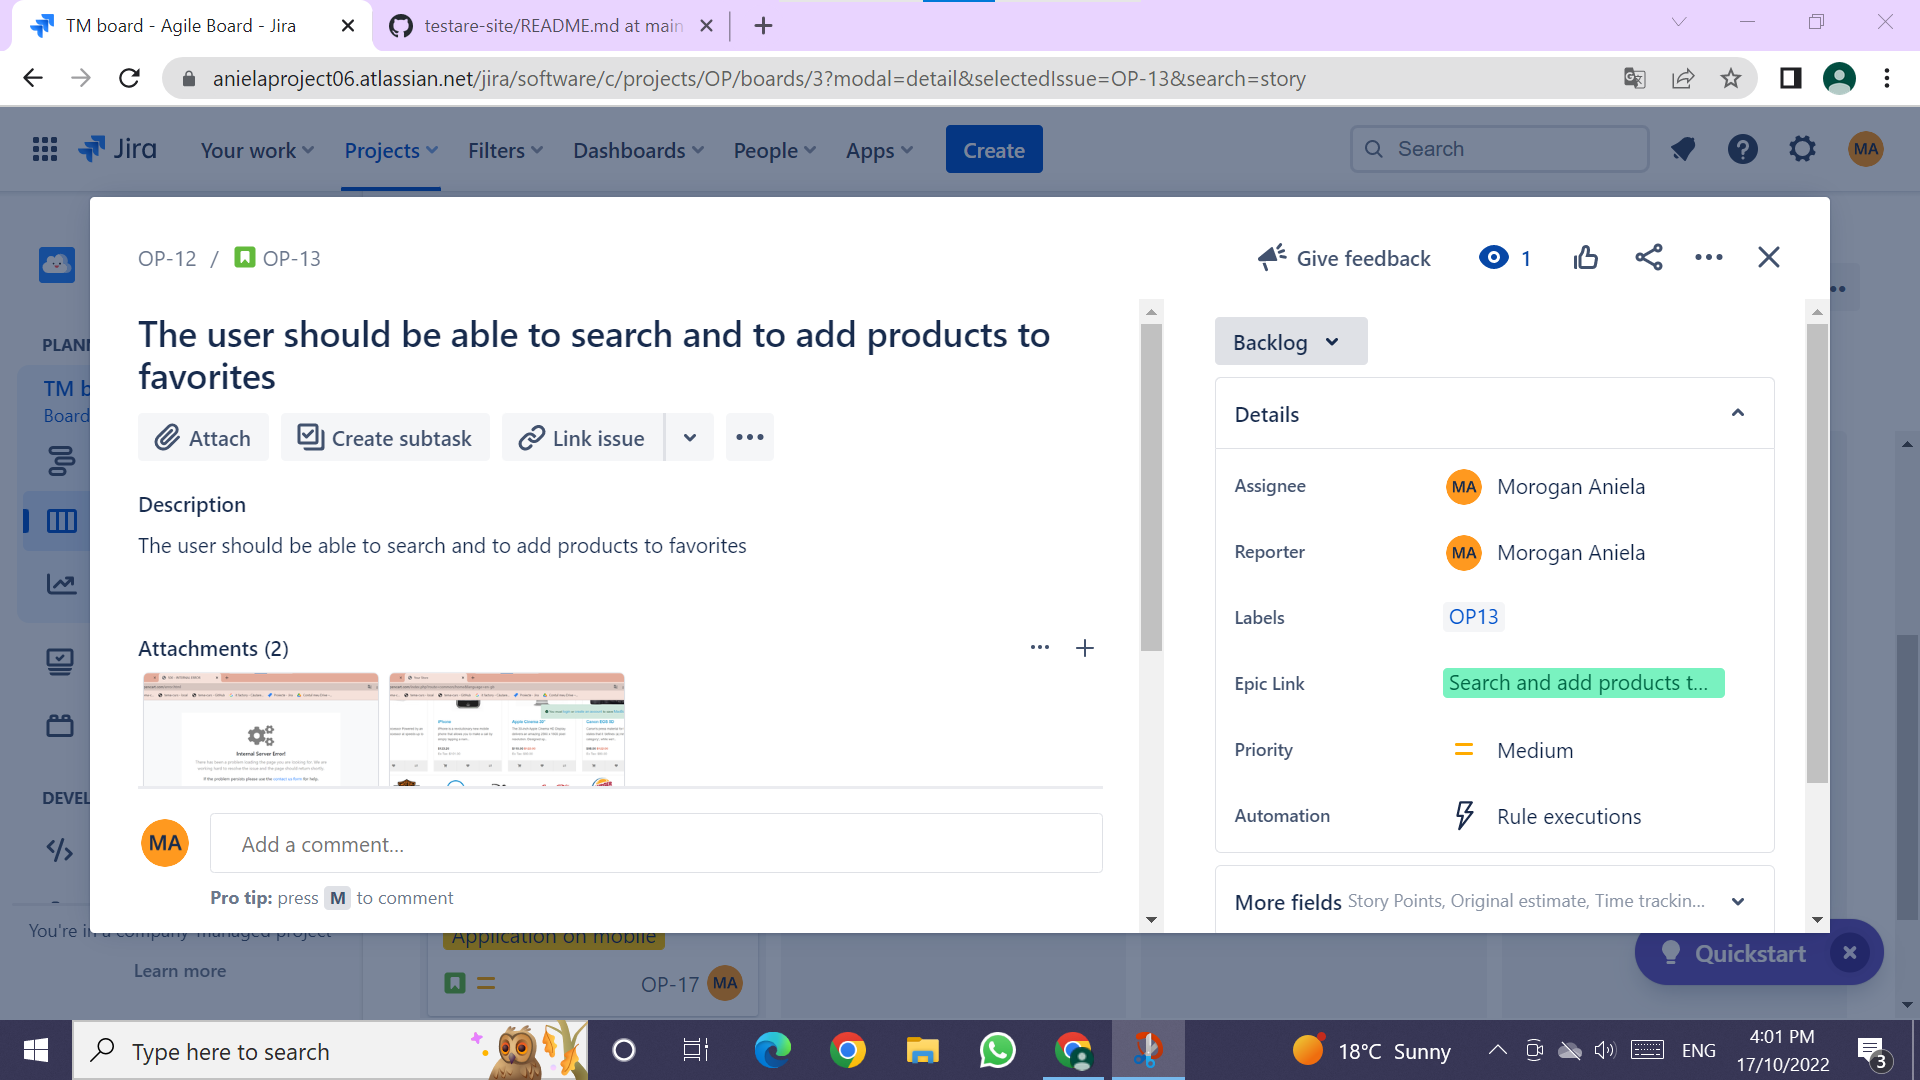 TM board - Agile Board - Jira
testare-site/README.md at main
anielaproject06.atlassian.net/jira/software/c/projects/OP/boards/3?modal=detail&selectedIssue=OP-13&search=story
Jira
Your work
Projects
Filters
Dashboards
People
Apps
Create
Search
MA
OP-12 / OP-13
Give feedback
1
The user should be able to search and to add products to
favorites
Attach
Create subtask
Link issue
Description
The user should be able to search and to add products to favorites
Attachments (2)
Internal Server Error!
iPhone
Apple Cinema 30"
MA
Add a comment...
Pro tip: press M to comment
Backlog
Details
Assignee
MA Morogan Aniela
Reporter
MA Morogan Aniela
Labels
OP13
Epic Link
Search and add products t...
Priority
Medium
Automation
Rule executions
More fields Story Points, Original estimate, Time trackin...
PLANN
TM b
Board
DEVEL
You're in a company-managed project
Learn more
Application on mobile
OP-17
MA
Quickstart
Type here to search
18°C Sunny
ENG
4:01 PM
17/10/2022
3